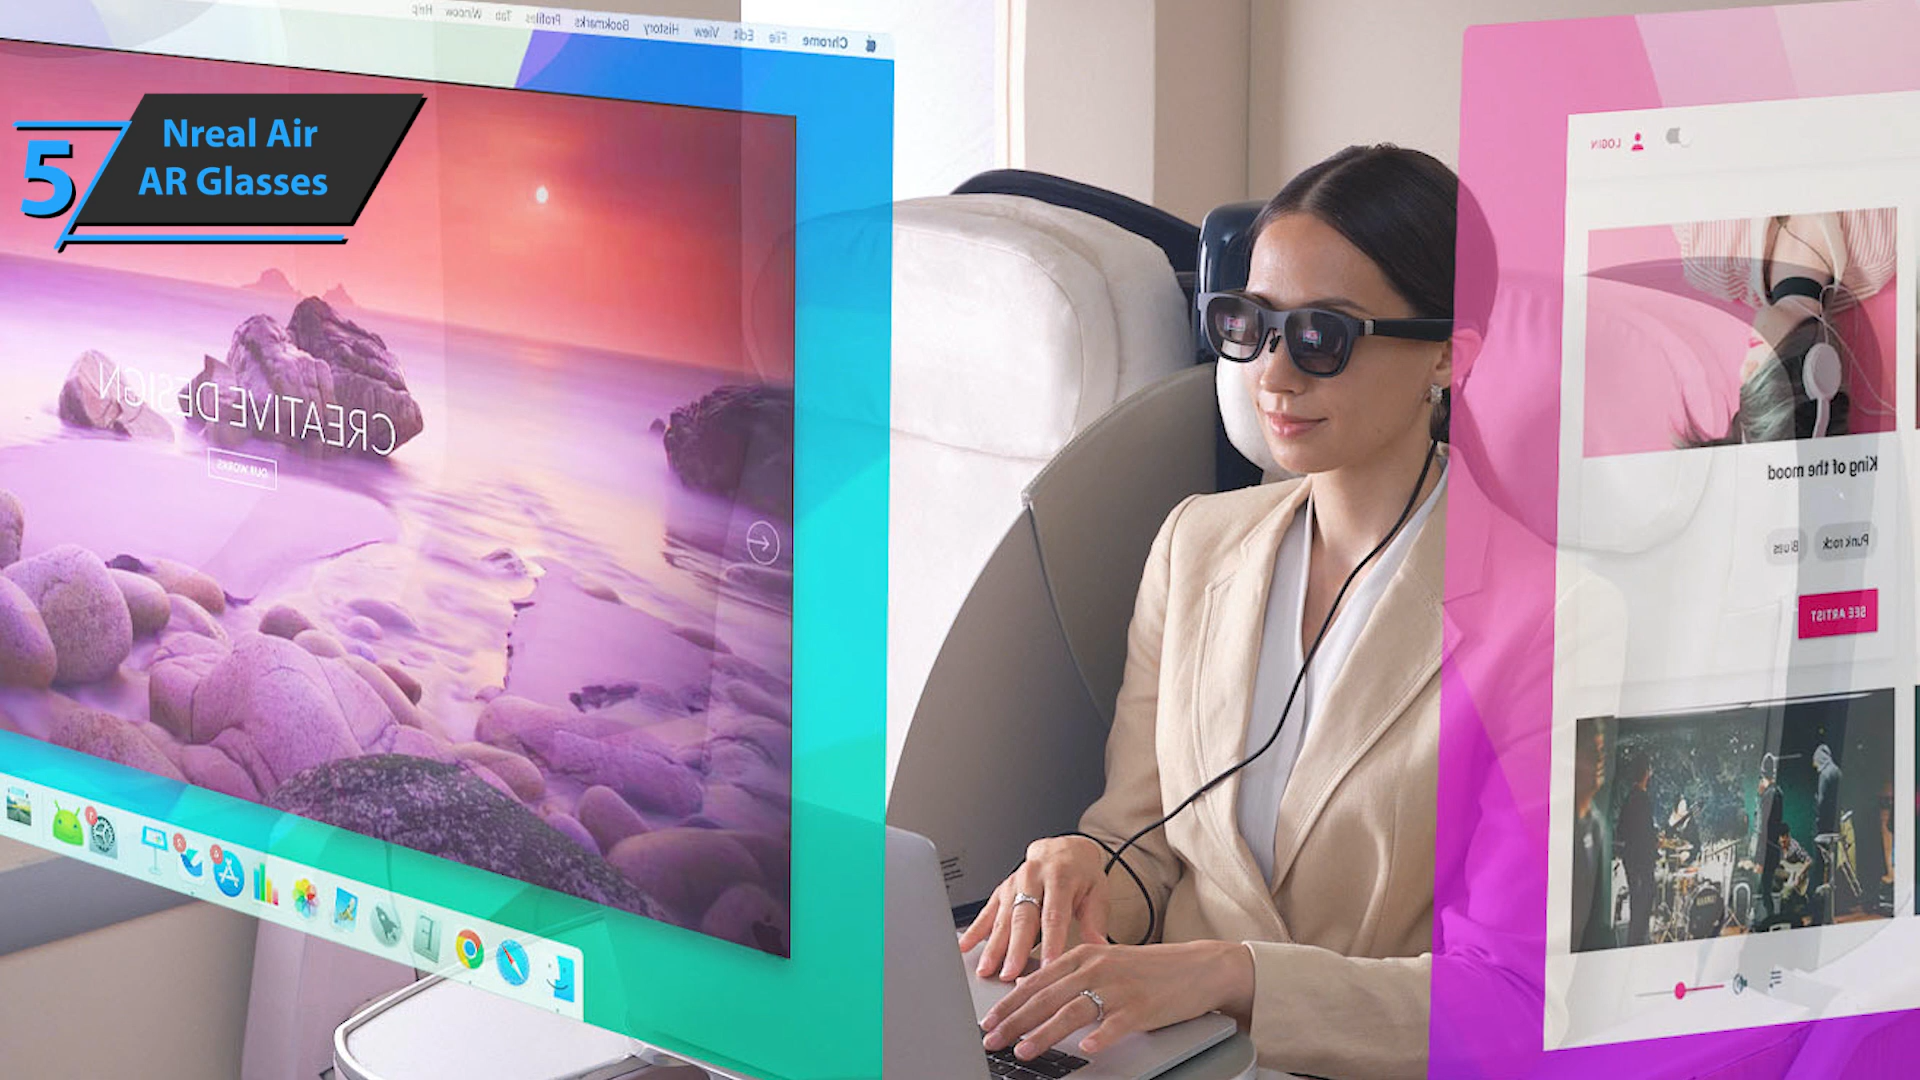 5
Nreal Air
AR Glasses
Chrome File Edit View History Bookmarks Profiles Tab Window Help
CREATIVE DESIGN
OUR WORKS
LOGIN
King of the mood
Punk rock
Blues
SEE ARTIST
YAMAHA